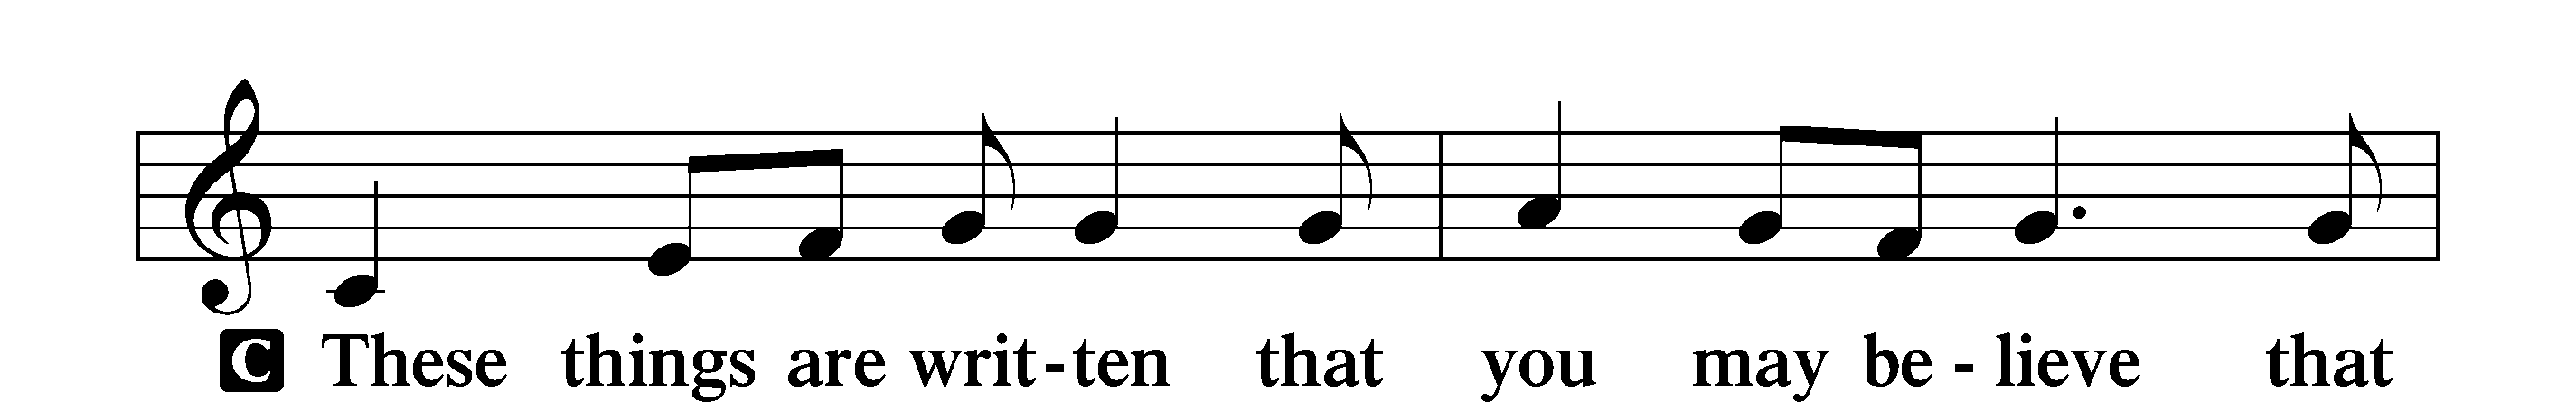 C These things are writ-ten that you may be - lieve that